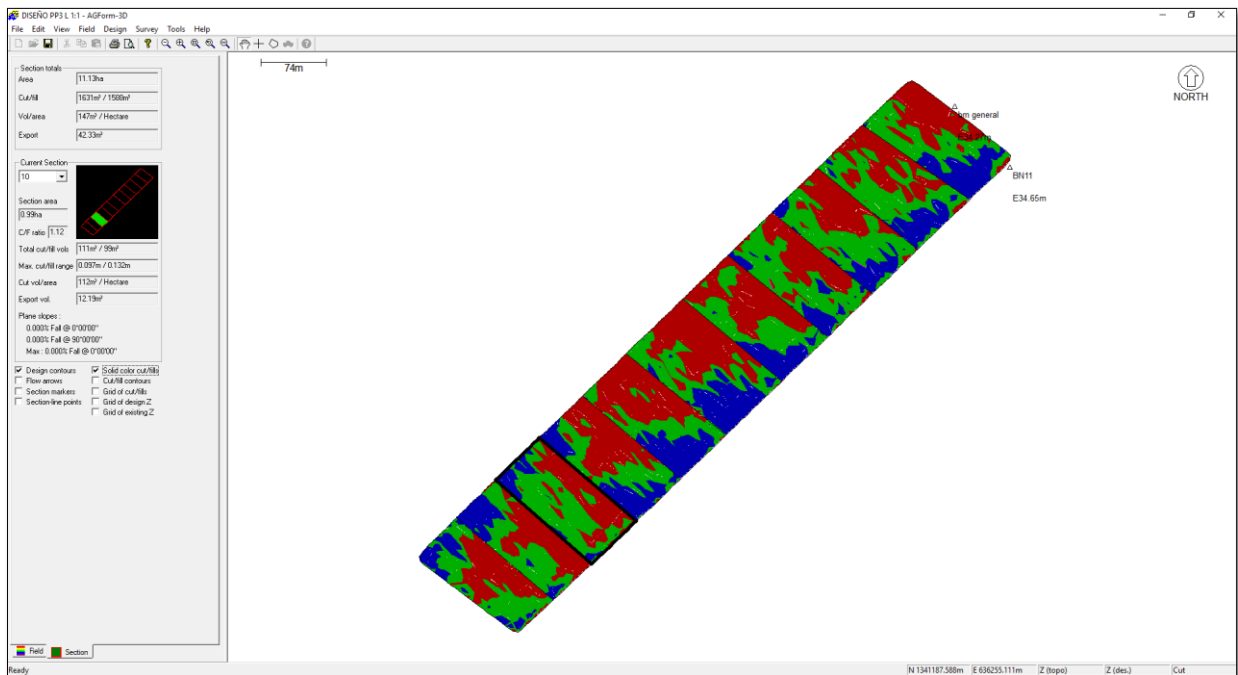 DISEÑO PP3 L 1:1 - AGForm-3D
File Edit View Field Design Survey Tools Help
74m
NORTH
bm general
E34.27m
BN11
E34.65m
Section totals
Area 11.13ha
Cut/fill 1631m³ / 1500m³
Vol/area 147m³ / Hectare
Export 42.33m³
Current Section
10
Section area
0.99ha
C/F ratio 1.12
Total cut/fill vols 111m³ / 99m³
Max. cut/fill range 0.097m / 0.132m
Cut vol/area 112m³ / Hectare
Export vol. 12.19m³
Plane slopes :
0.000% Fall @ 0°00'00"
0.000% Fall @ 90°00'00"
Max : 0.000% Fall @ 0°00'00"
Design contours Solid color cut/fills
Flow arrows Cut/fill contours
Section markers Grid of cut/fills
Section-line points Grid of design Z
Grid of existing Z
Field Section
Ready N 1341187.588m E 636255.111m Z (topo) Z (des.) Cut